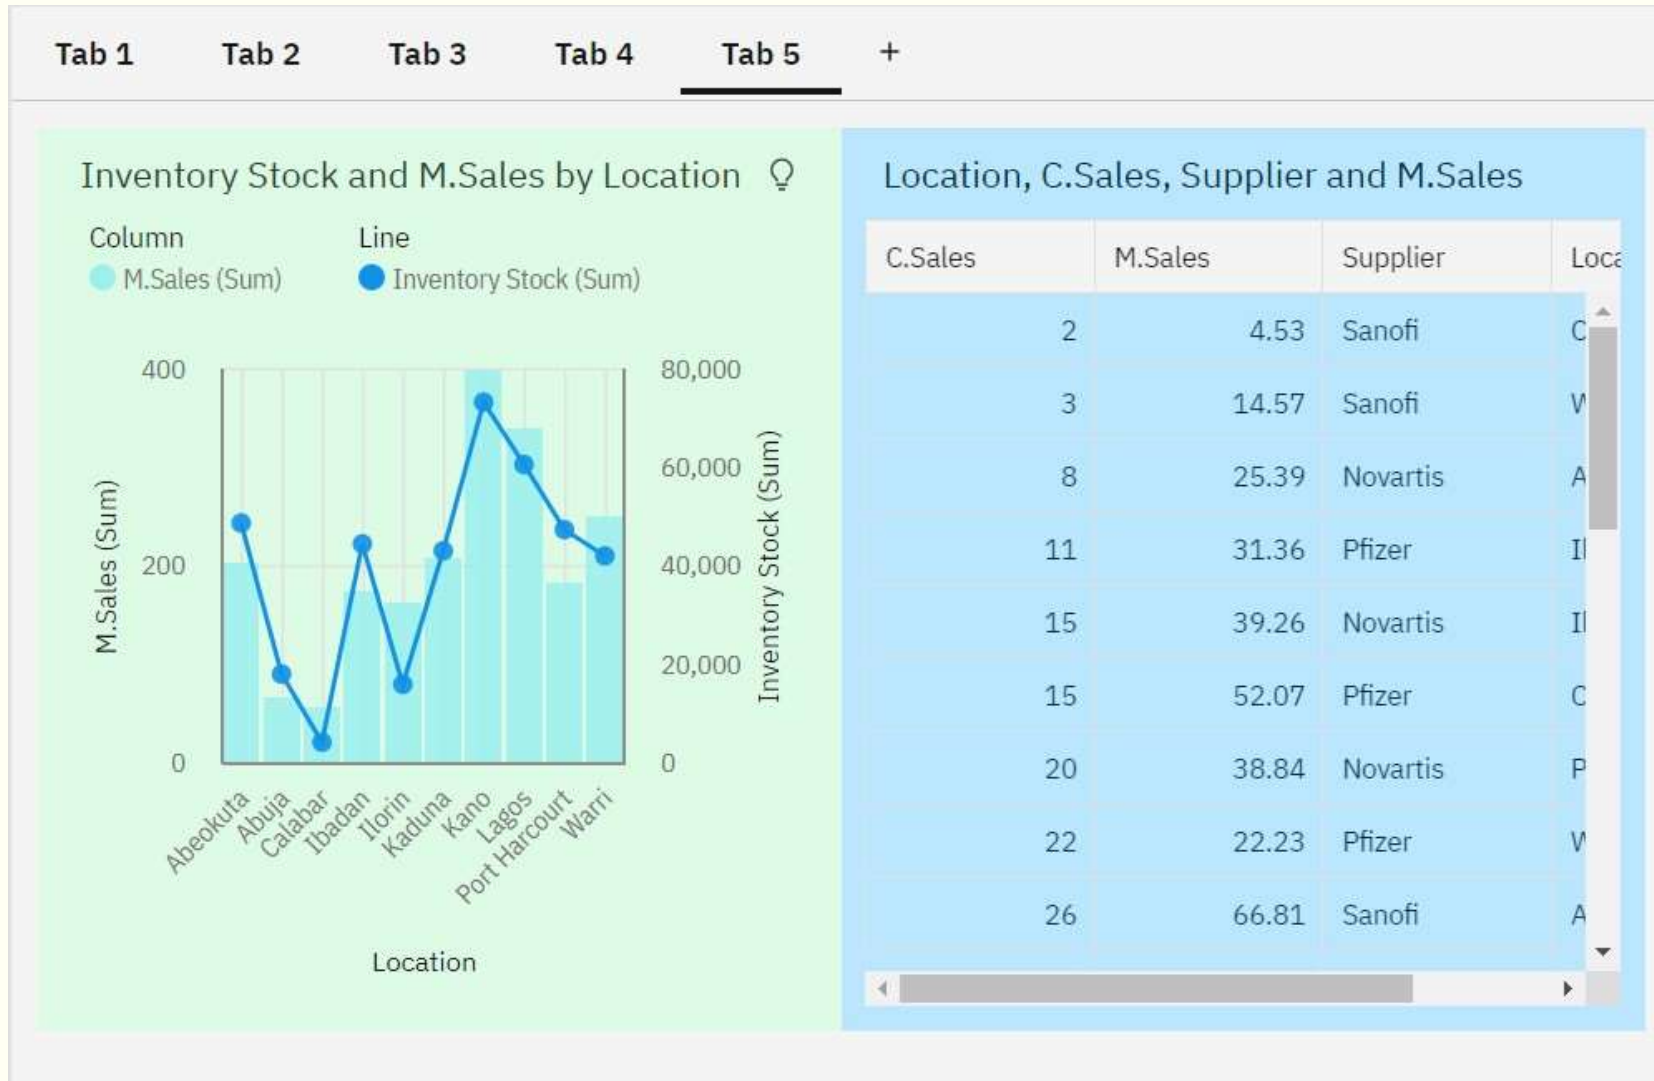 Tab 1 Tab 2 Tab 3 Tab 4 Tab 5 +
Inventory Stock and M.Sales by Location
Column Line
M.Sales (Sum) Inventory Stock (Sum)
M.Sales (Sum)
400
200
0
80,000
60,000
40,000
20,000
0
Inventory Stock (Sum)
Abeokuta
Abuja
Calabar
Ibadan
Ilorin
Kaduna
Kano
Lagos
Port Harcourt
Warri
Location
Location, C.Sales, Supplier and M.Sales
C.Sales M.Sales Supplier Loca
2 4.53 Sanofi C
3 14.57 Sanofi
8 25.39 Novartis A
11 31.36 Pfizer Il
15 39.26 Novartis Il
15 52.07 Pfizer C
20 38.84 Novartis P
22 22.23 Pfizer
26 66.81 Sanofi A